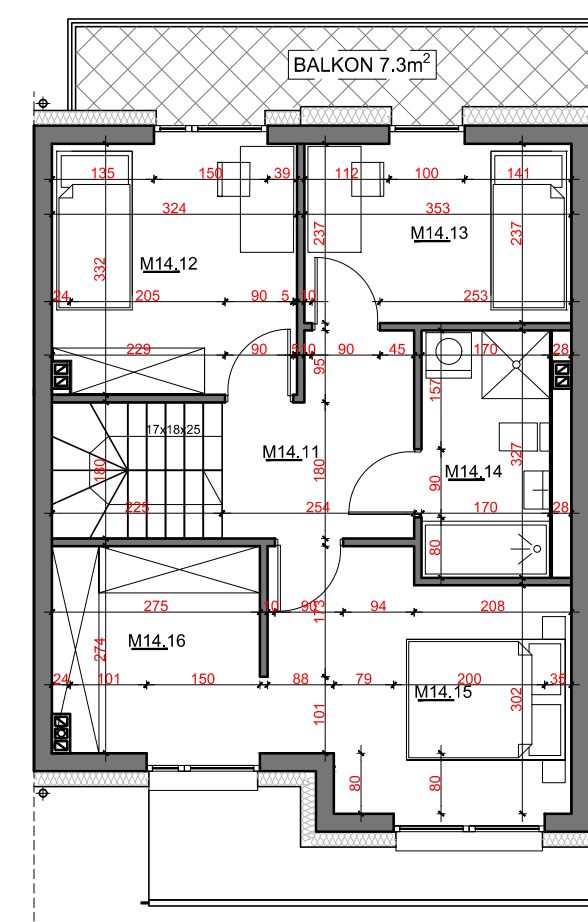 BALKON 7.3m²
135 150 39 112 100 141
324 353
237 237
M14.13
M14.12
332
24 205 90 5 10 253
229 90 5 10 90 45 170 28
95
157
17x18x25
M14.11
327
180 180
M14.14
90
225 254 170 28
80
275 10 90 94 208
173
M14.16
274
24 101 150 88 79 200 35
M14.15
302
101
80 80